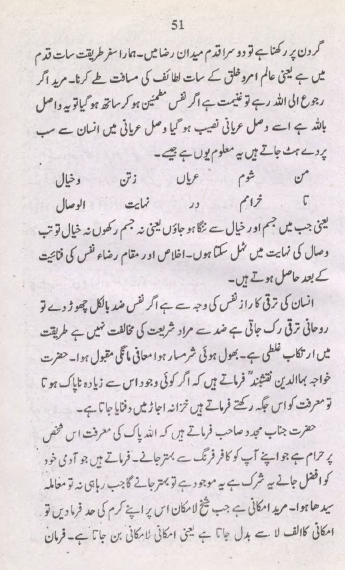 51
گردن پر رکھنا ہے تو دوسرا قدم میدان رضا میں۔ ہمارا سفر طریقت سات قدم
میں ہے یعنی عالم امر و خلق کے سات لطائف کی مسافت طے کرنا۔ مرید اگر
رجوع الی اللہ رہے تو غنیمت ہے اگر نفس مطمئین ہو کر ساتھ ہو گیا تو یہ واصل
باللہ ہے اسے وصل عریانی نصیب ہو گیا وصل عریانی میں انسان سے سب
پردے ہٹ جاتے ہیں یہ معلوم یوں ہے جیسے۔
من شوم عریاں زتن و خیال
تا خرامم در نہایت الوصال
یعنی جب میں جسم اور خیال سے ننگا ہو جاؤں یعنی نہ جسم رکھوں نہ خیال تو تب
وصال کی نہایت میں ٹہل سکتا ہوں۔ اخلاص اور مقام رضاء نفس کی فنائیت
کے بعد حاصل ہوتے ہیں۔
انسان کی ترقی کا راز نفس کی وجہ سے ہے اگر نفس ضد بالکل چھوڑ دے تو
روحانی ترقی رک جاتی ہے ضد سے مراد شریعت کی مخالفت نہیں ہے طریقت
میں ارتکاب غلطی ہے۔ بھول ہوئی شرمسار ہوا معافی مانگی مقبول ہوا۔ حضرت
خواجہ بہاالدین نقشبندؒ فرماتے ہیں کہ اگر کوئی وجود اس سے زیادہ ناپاک ہوتا
تو معرفت کو اس جگہ رکھتے فرماتے ہیں خزانہ اجاڑ میں دفنایا جاتا ہے۔
حضرت جناب مجدد صاحب فرماتے ہیں کہ اللہ پاک کی معرفت اس شخص
پر حرام ہے جو اپنے آپ کو کافر فرنگ سے بہتر جانے۔ فرماتے ہیں جو آدمی خود
کو افضل جانے یہ شرک ہے یہ موجود ہے تو بہتر جانے گا جب رہا ہی نہ تو معاملہ
سیدھا ہوا۔ مرید امکانی ہے جب شیخ لامکان اس پر اپنے کرم کی حد فرما دیں تو
امکانی کا الف لا سے بدل جاتا ہے یعنی امکانی لامکانی بن جاتا ہے۔ فرمان